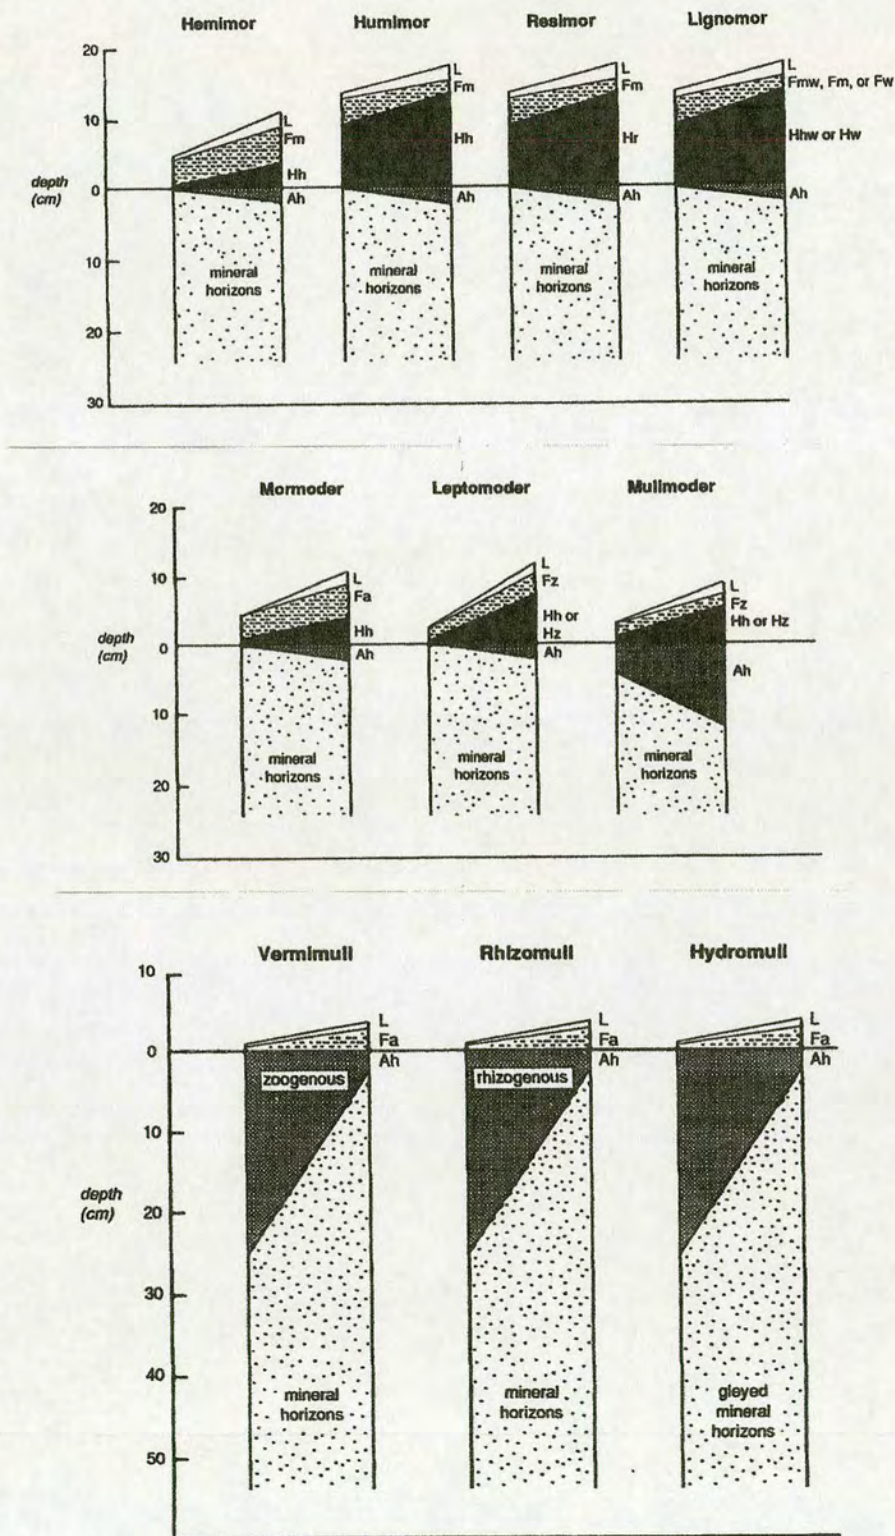 Hemimor Humimor Resimor Lignomor
20
10
0
10
20
30
depth
(cm)
L
Fm
Hh
Ah
mineral
horizons
L
Fm
Hh
Ah
mineral
horizons
L
Fm
Hr
Ah
mineral
horizons
L
Fmw, Fm, or Fw
Hhw or Hw
Ah
mineral
horizons
Mormoder Leptomoder Mullmoder
20
10
0
10
20
30
depth
(cm)
L
Fa
Hh
Ah
mineral
horizons
L
Fz
Hh or
Hz
Ah
mineral
horizons
L
Fz
Hh or Hz
Ah
mineral
horizons
Vermimull Rhizomull Hydromull
10
0
10
20
30
40
50
depth
(cm)
L
Fa
Ah
zoogenous
mineral
horizons
L
Fa
Ah
rhizogenous
mineral
horizons
L
Fa
Ah
gleyed
mineral
horizons